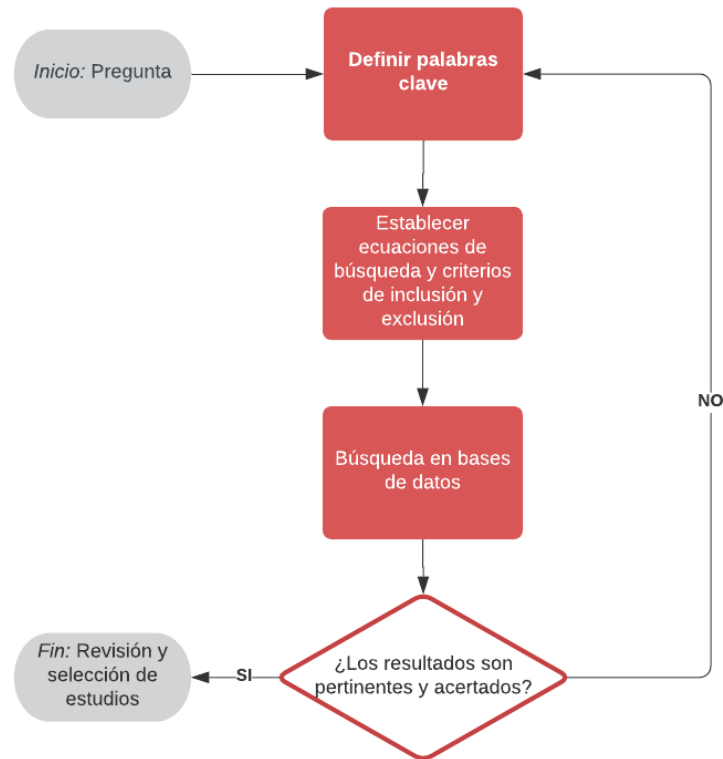 Inicio: Pregunta
Definir palabras
clave
Establecer
ecuaciones de
búsqueda y criterios
de inclusión y
exclusión
NO
Búsqueda en bases
de datos
Fin: Revisión y
selección de
estudios
SI
¿Los resultados son
pertinentes y acertados?